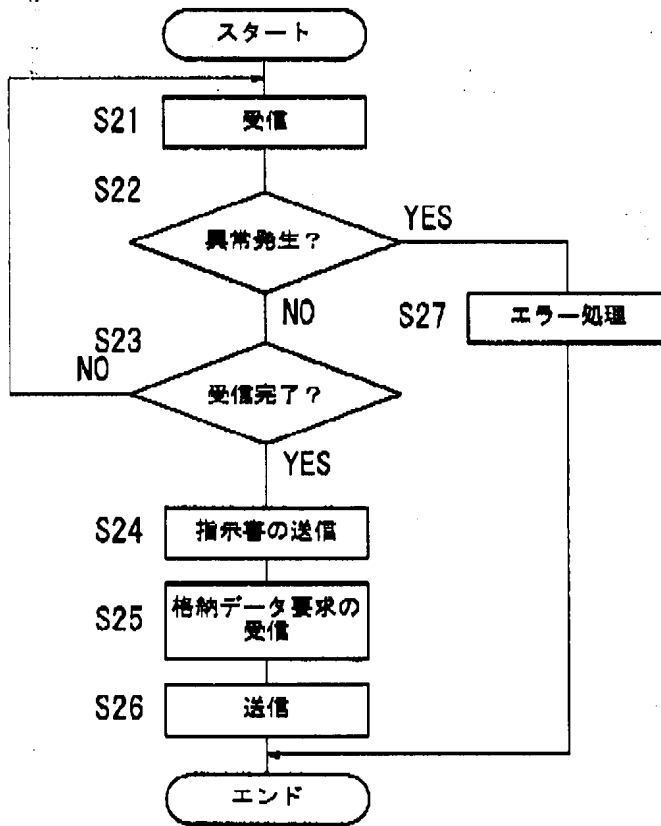 スタート
S21
受信
S22
異常発生?
YES
NO
S27
エラー処理
S23
NO
受信完了?
YES
S24
指示書の送信
S25
格納データ要求の
受信
S26
送信
エンド